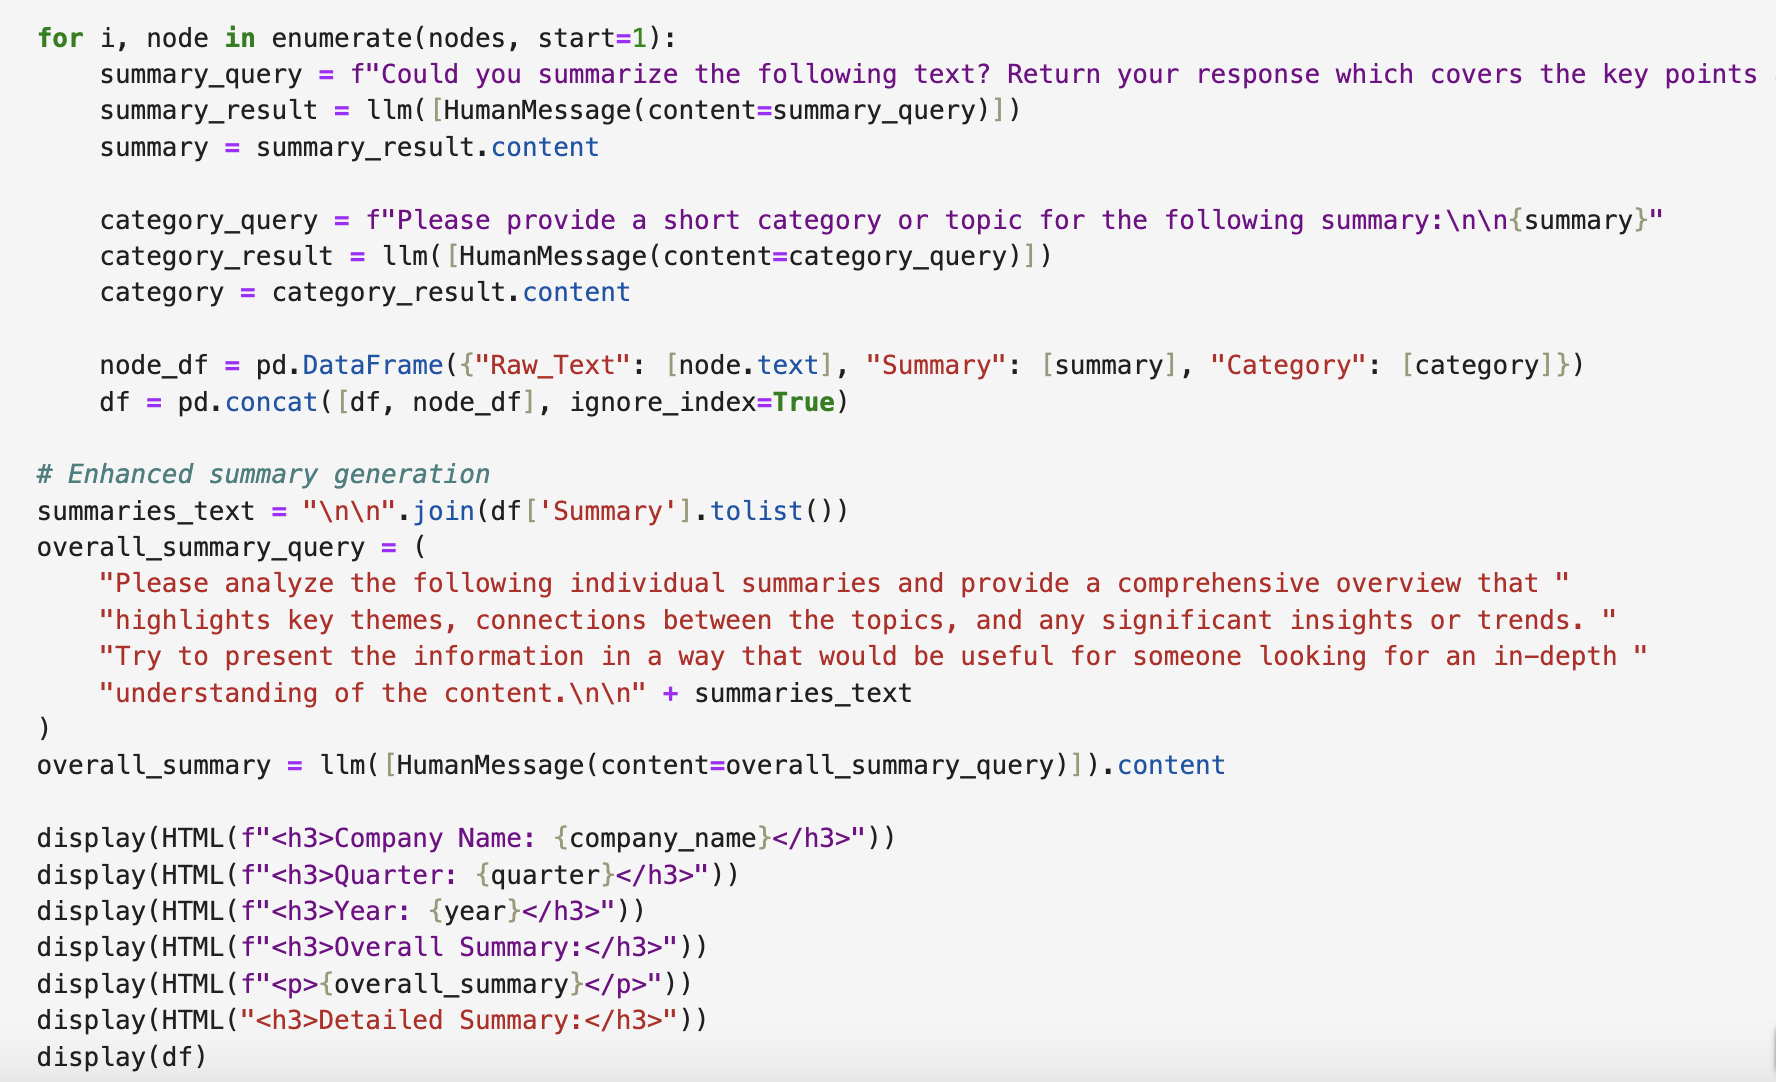 for i, node in enumerate(nodes, start=1):
    summary_query = f"Could you summarize the following text? Return your response which covers the key points
    summary_result = llm([HumanMessage(content=summary_query)])
    summary = summary_result.content

    category_query = f"Please provide a short category or topic for the following summary:\n\n{summary}"
    category_result = llm([HumanMessage(content=category_query)])
    category = category_result.content

    node_df = pd.DataFrame({"Raw_Text": [node.text], "Summary": [summary], "Category": [category]})
    df = pd.concat([df, node_df], ignore_index=True)

# Enhanced summary generation
summaries_text = "\n\n".join(df['Summary'].tolist())
overall_summary_query = (
    "Please analyze the following individual summaries and provide a comprehensive overview that "
    "highlights key themes, connections between the topics, and any significant insights or trends. "
    "Try to present the information in a way that would be useful for someone looking for an in-depth "
    "understanding of the content.\n\n" + summaries_text
)
overall_summary = llm([HumanMessage(content=overall_summary_query)]).content

display(HTML(f"<h3>Company Name: {company_name}</h3>"))
display(HTML(f"<h3>Quarter: {quarter}</h3>"))
display(HTML(f"<h3>Year: {year}</h3>"))
display(HTML(f"<h3>Overall Summary:</h3>"))
display(HTML(f"<p>{overall_summary}</p>"))
display(HTML("<h3>Detailed Summary:</h3>"))
display(df)